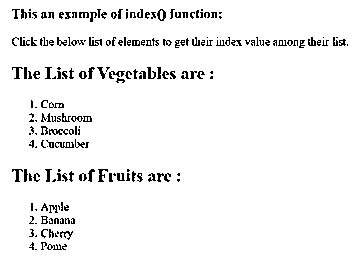 This an example of index() function:
Click the below list of elements to get their index value among their list.
The List of Vegetables are :
1. Corn
2. Mushroom
3. Broccoli
4. Cucumber
The List of Fruits are :
1. Apple
2. Banana
3. Cherry
4. Pome